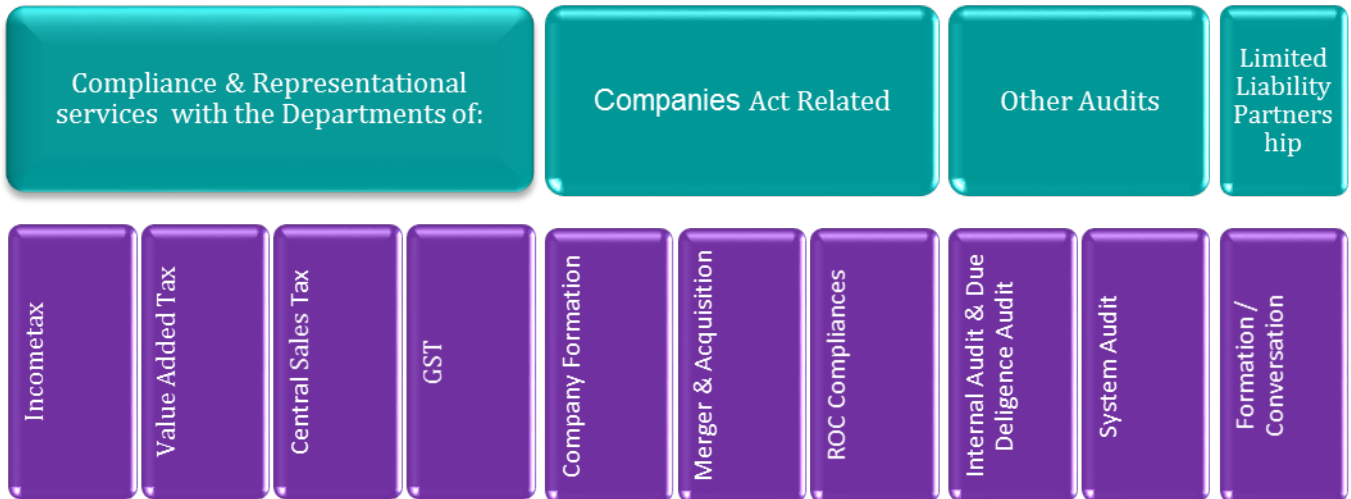 Compliance & Representational
services with the Departments of:
Companies Act Related
Other Audits
Limited
Liability
Partners
hip
Incometax
Value Added Tax
Central Sales Tax
GST
Company Formation
Merger & Acquisition
ROC Compliances
Internal Audit & Due
Deligence Audit
System Audit
Formation /
Conversation